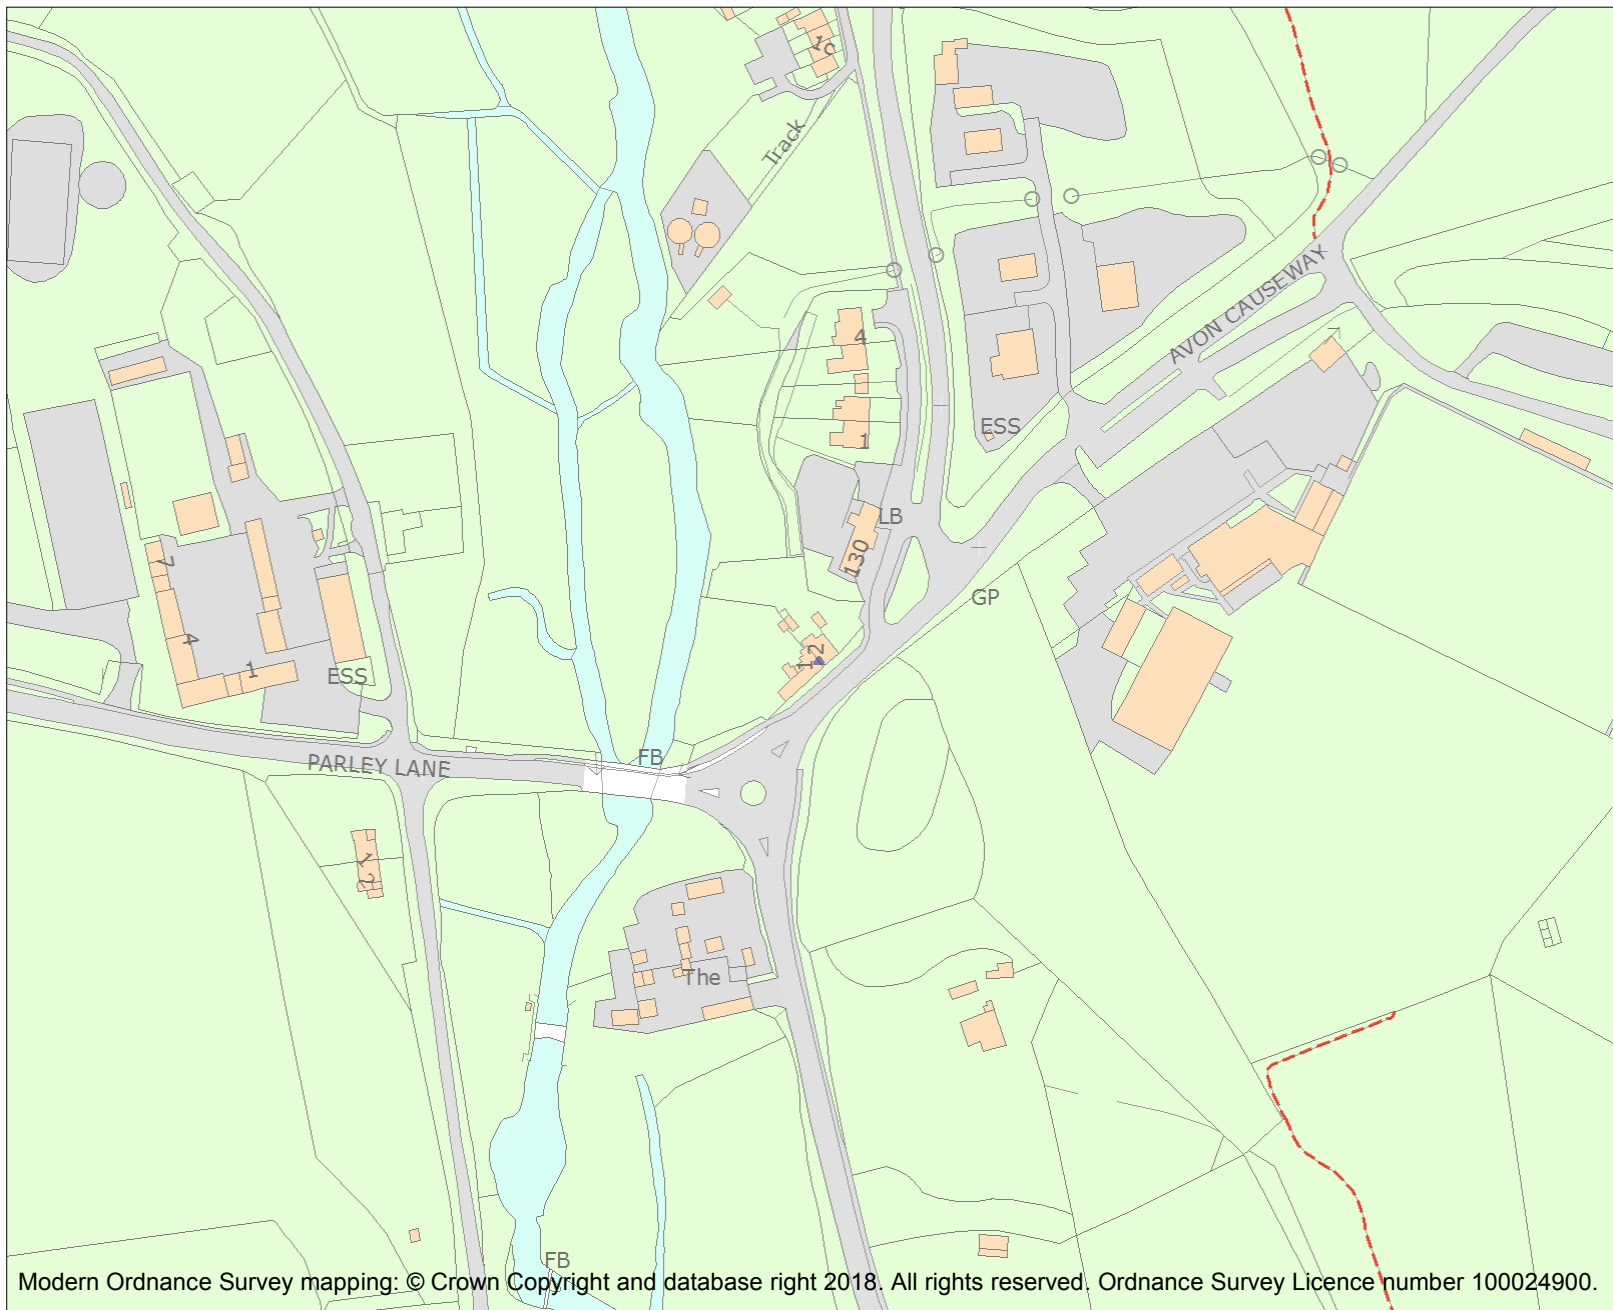 1c
Track
AVON CAUSEWAY
4
1
ESS
LB
130
7
GP
4
1
ESS
12
FB
PARLEY LANE
1
2
The
FB
Modern Ordnance Survey mapping: © Crown Copyright and database right 2018. All rights reserved. Ordnance Survey Licence number 100024900.